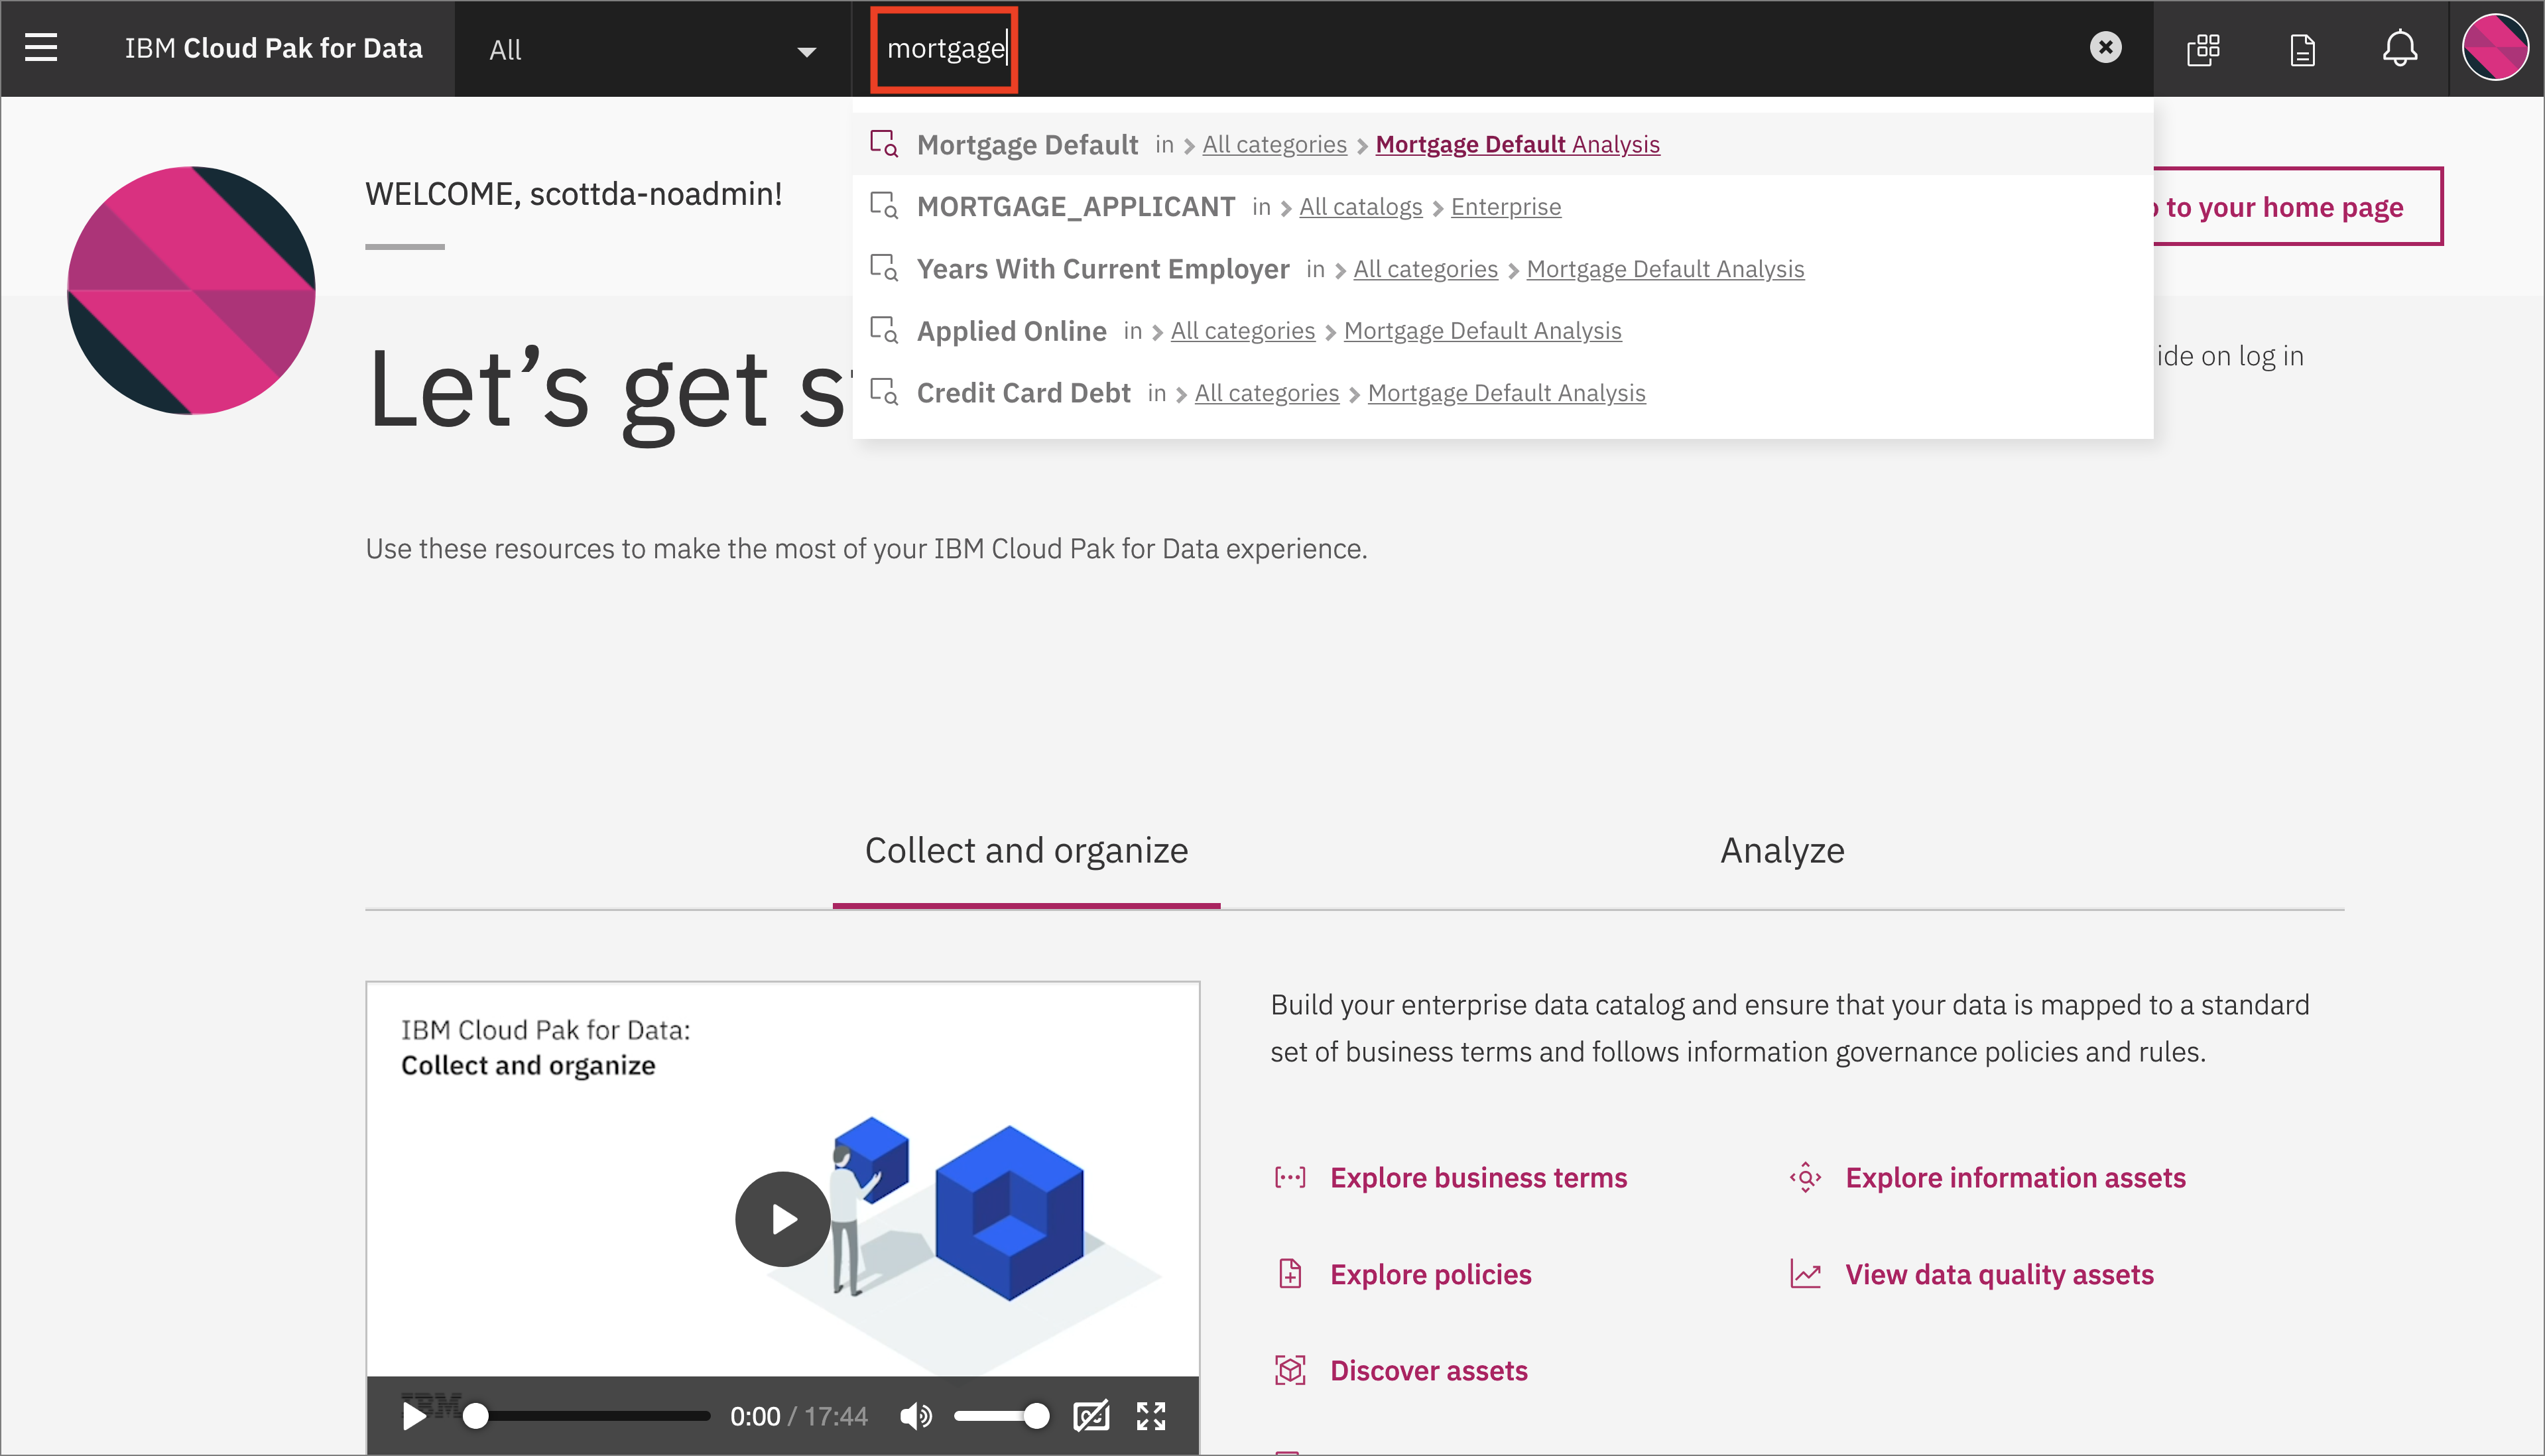 IBM Cloud Pak for Data
All
mortgage
Mortgage Default in All categories Mortgage Default Analysis
MORTGAGE_APPLICANT in All catalogs Enterprise
Years With Current Employer in All categories Mortgage Default Analysis
Applied Online in All categories Mortgage Default Analysis
Credit Card Debt in All categories Mortgage Default Analysis
WELCOME, scottda-noadmin!
to your home page
Let’s get
on log in
Use these resources to make the most of your IBM Cloud Pak for Data experience.
Collect and organize
Analyze
IBM Cloud Pak for Data:
Collect and organize
IBM
0:00 / 17:44
Build your enterprise data catalog and ensure that your data is mapped to a standard
set of business terms and follows information governance policies and rules.
Explore business terms
Explore information assets
Explore policies
View data quality assets
Discover assets